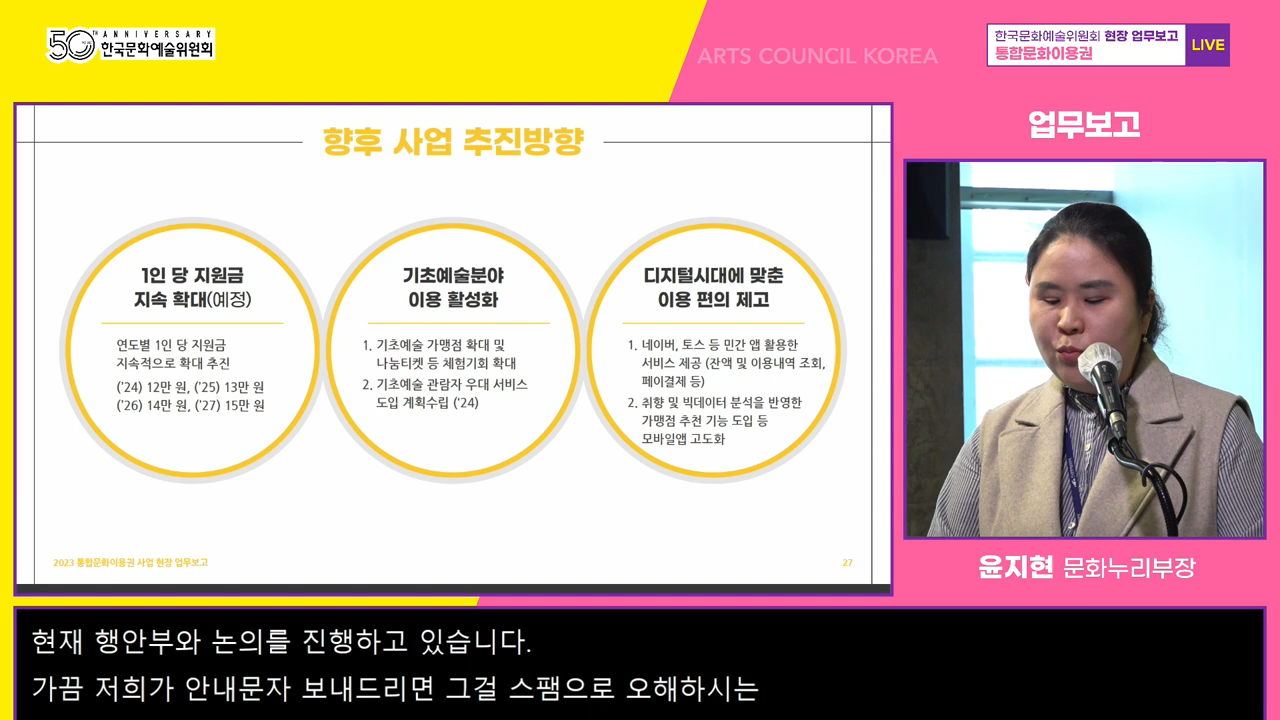 50TH ANNIVERSARY
한국문화예술위원회
ARTS COUNCIL KOREA
한국문화예술위원회 현장 업무보고
통합문화이용권
LIVE
향후 사업 추진방향
1인 당 지원금
지속 확대(예정)
연도별 1인 당 지원금
지속적으로 확대 추진
('24) 12만 원, ('25) 13만 원
('26) 14만 원, ('27) 15만 원
기초예술분야
이용 활성화
1. 기초예술 가맹점 확대 및
나눔티켓 등 체험기회 확대
2. 기초예술 관람자 우대 서비스
도입 계획수립 ('24)
디지털시대에 맞춘
이용 편의 제고
1. 네이버, 토스 등 민간 앱 활용한
서비스 제공 (잔액 및 이용내역 조회,
페이결제 등)
2. 취향 및 빅데이터 분석을 반영한
가맹점 추천 기능 도입 등
모바일앱 고도화
2023 통합문화이용권 사업 현장 업무보고
27
업무보고
윤지현 문화누리부장
현재 행안부와 논의를 진행하고 있습니다.
가끔 저희가 안내문자 보내드리면 그걸 스팸으로 오해하시는